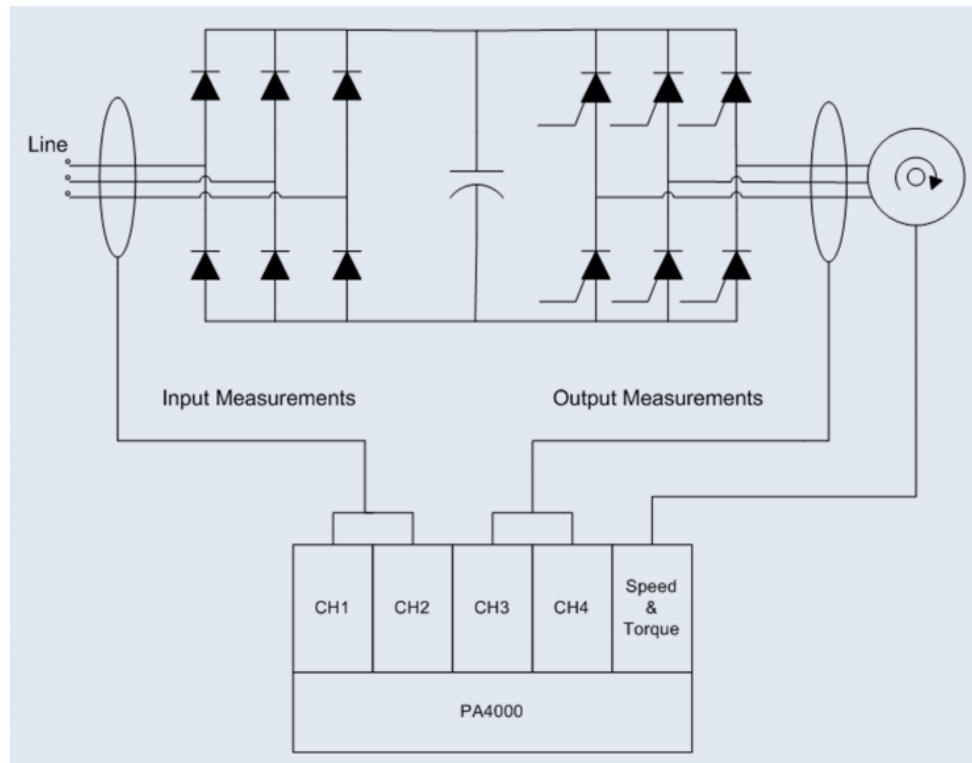 Line
Input Measurements
Output Measurements
CH1
CH2
CH3
CH4
Speed
&
Torque
PA4000